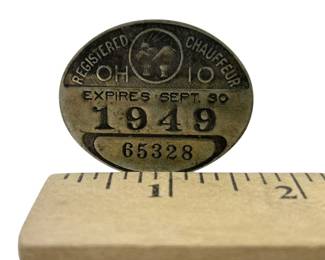 REGISTERED CHAUFFEUR
OHIO
EXPIRES SEPT. 30
1949
65328
1 2